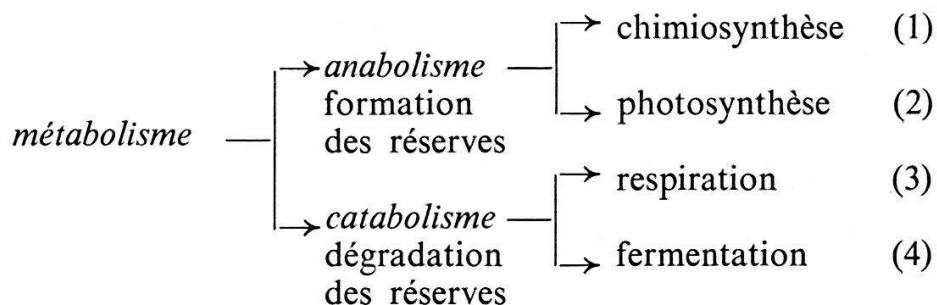 métabolisme
anabolisme
formation
des réserves
chimiosynthèse (1)
photosynthèse (2)
catabolisme
dégradation
des réserves
respiration (3)
fermentation (4)